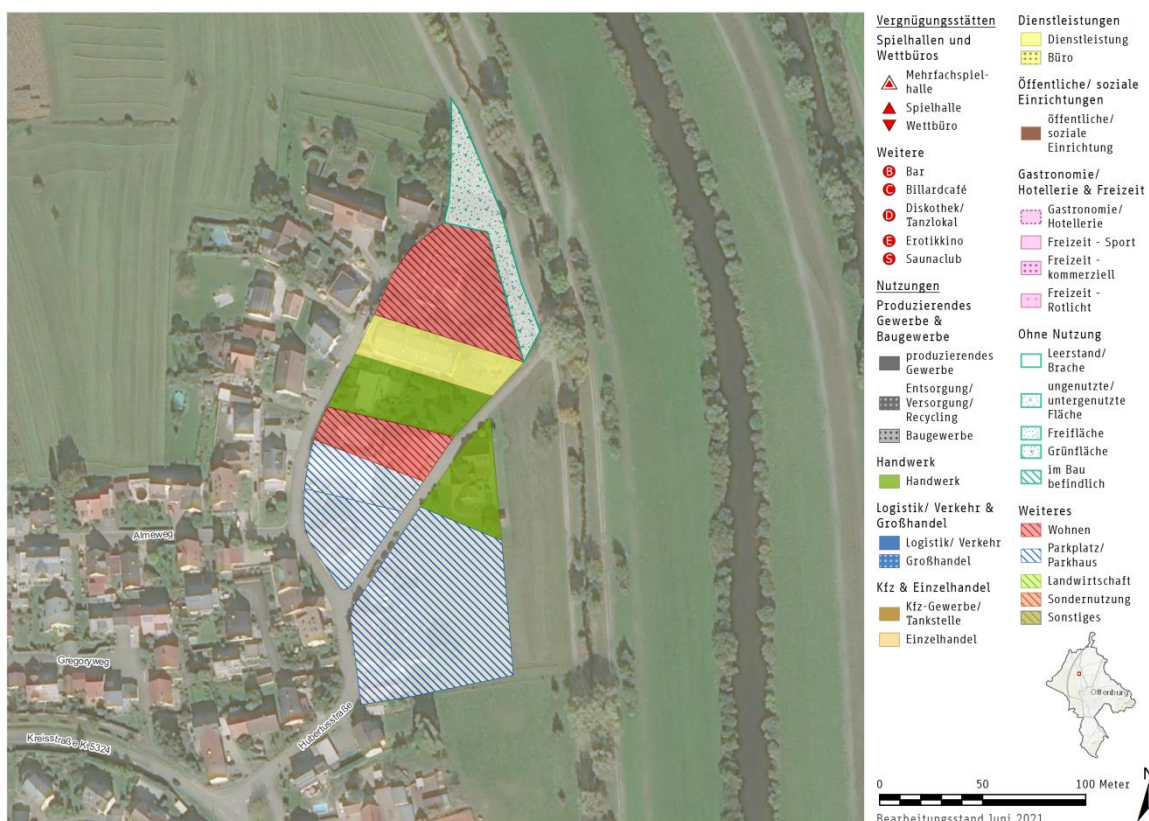 Almeweg
Gregoryweg
Kreisstraße K 5324
Hubertusstraße
Vergnügungsstätten
Spielhallen und
Wettbüros
Mehrfachspiel-
halle
Spielhalle
Wettbüro
Weitere
B Bar
C Billardcafé
D Diskothek/
Tanzlokal
E Erotikkino
S Saunaclub
Nutzungen
Produzierendes
Gewerbe &
Baugewerbe
produzierendes
Gewerbe
Entsorgung/
Versorgung/
Recycling
Baugewerbe
Handwerk
Handwerk
Logistik/ Verkehr &
Großhandel
Logistik/ Verkehr
Großhandel
Kfz & Einzelhandel
Kfz-Gewerbe/
Tankstelle
Einzelhandel
Dienstleistungen
Dienstleistung
Büro
Öffentliche/ soziale
Einrichtungen
öffentliche/
soziale
Einrichtung
Gastronomie/
Hotellerie & Freizeit
Gastronomie/
Hotellerie
Freizeit - Sport
Freizeit -
kommerziell
Freizeit -
Rotlicht
Ohne Nutzung
Leerstand/
Brache
ungenutzte/
untergenutzte
Fläche
Freifläche
Grünfläche
im Bau
befindlich
Weiteres
Wohnen
Parkplatz/
Parkhaus
Landwirtschaft
Sondernutzung
Sonstiges
Offenburg
0 50 100 Meter
N
Bearbeitungsstand Juni 2021